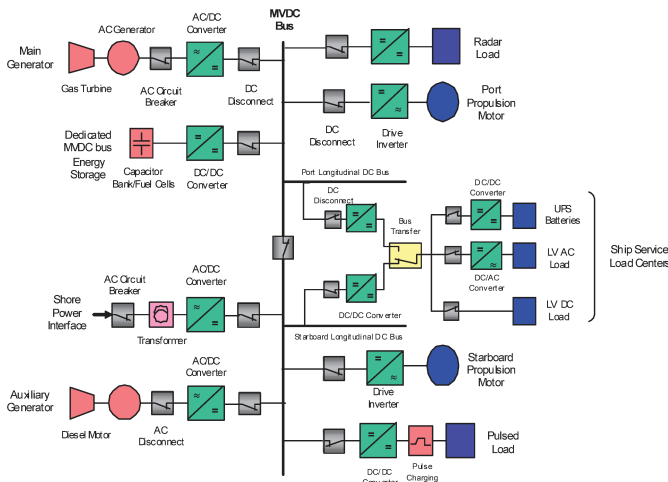 MVDC
Bus
AC Generator
AC/DC
Converter
Main
Generator
Gas Turbine
AC Circuit
Breaker
DC
Disconnect
Radar
Load
DC
Disconnect
Drive
Inverter
Port
Propulsion
Motor
Dedicated
MVDC bus
Energy
Storage
Capacitor
Bank/Fuel Cells
DC/DC
Converter
Port Longitudinal DC Bus
DC
Disconnect
Bus
Transfer
DC/DC
Converter
UPS
Batteries
LV AC
Load
DC/AC
Converter
LV DC
Load
Ship Service
Load Centers
DC/DC Converter
Starboard Longitudinal DC Bus
AC Circuit
Breaker
AC/DC
Converter
Shore
Power
Interface
Transformer
AC/DC
Converter
Auxiliary
Generator
Diesel Motor
AC
Disconnect
Drive
Inverter
Starboard
Propulsion
Motor
DC/DC
Converter
Pulse
Charging
Pulsed
Load